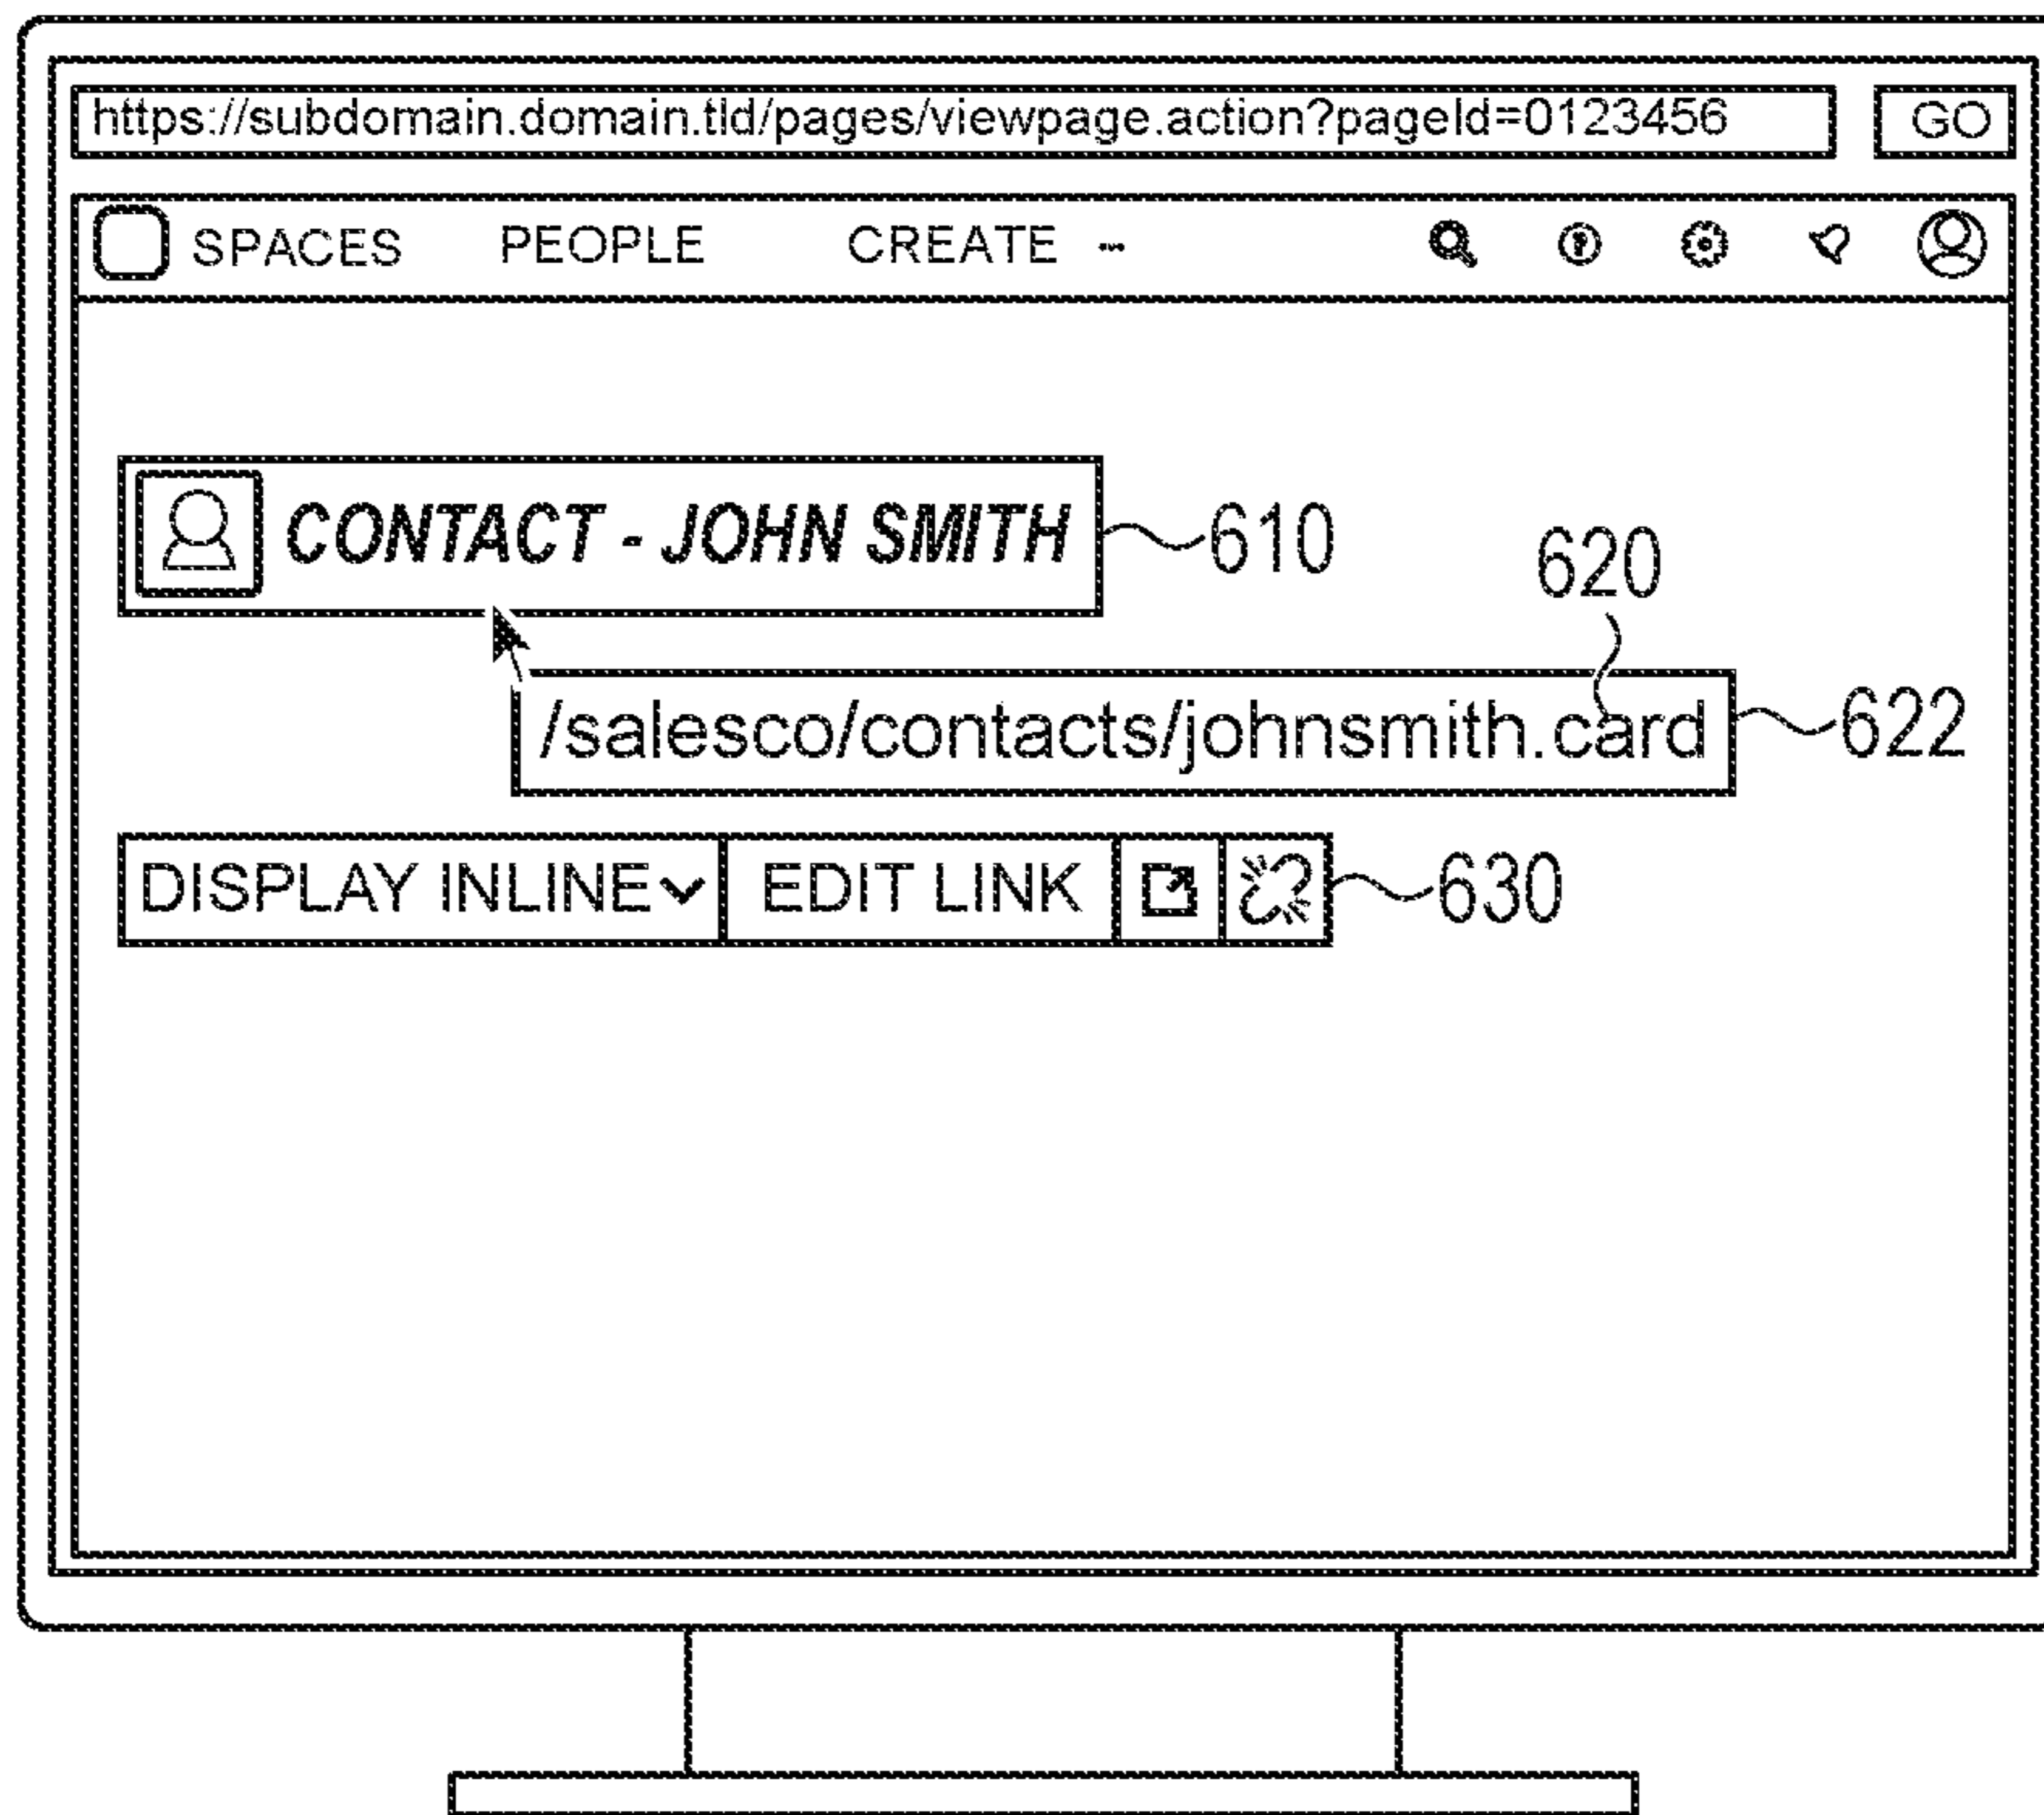 https://subdomain.domain.tld/pages/viewpage.action?pageId=0123456 GO
SPACES PEOPLE CREATE ···
CONTACT - JOHN SMITH 610
620
/salesco/contacts/johnsmith.card 622
DISPLAY INLINE EDIT LINK 630